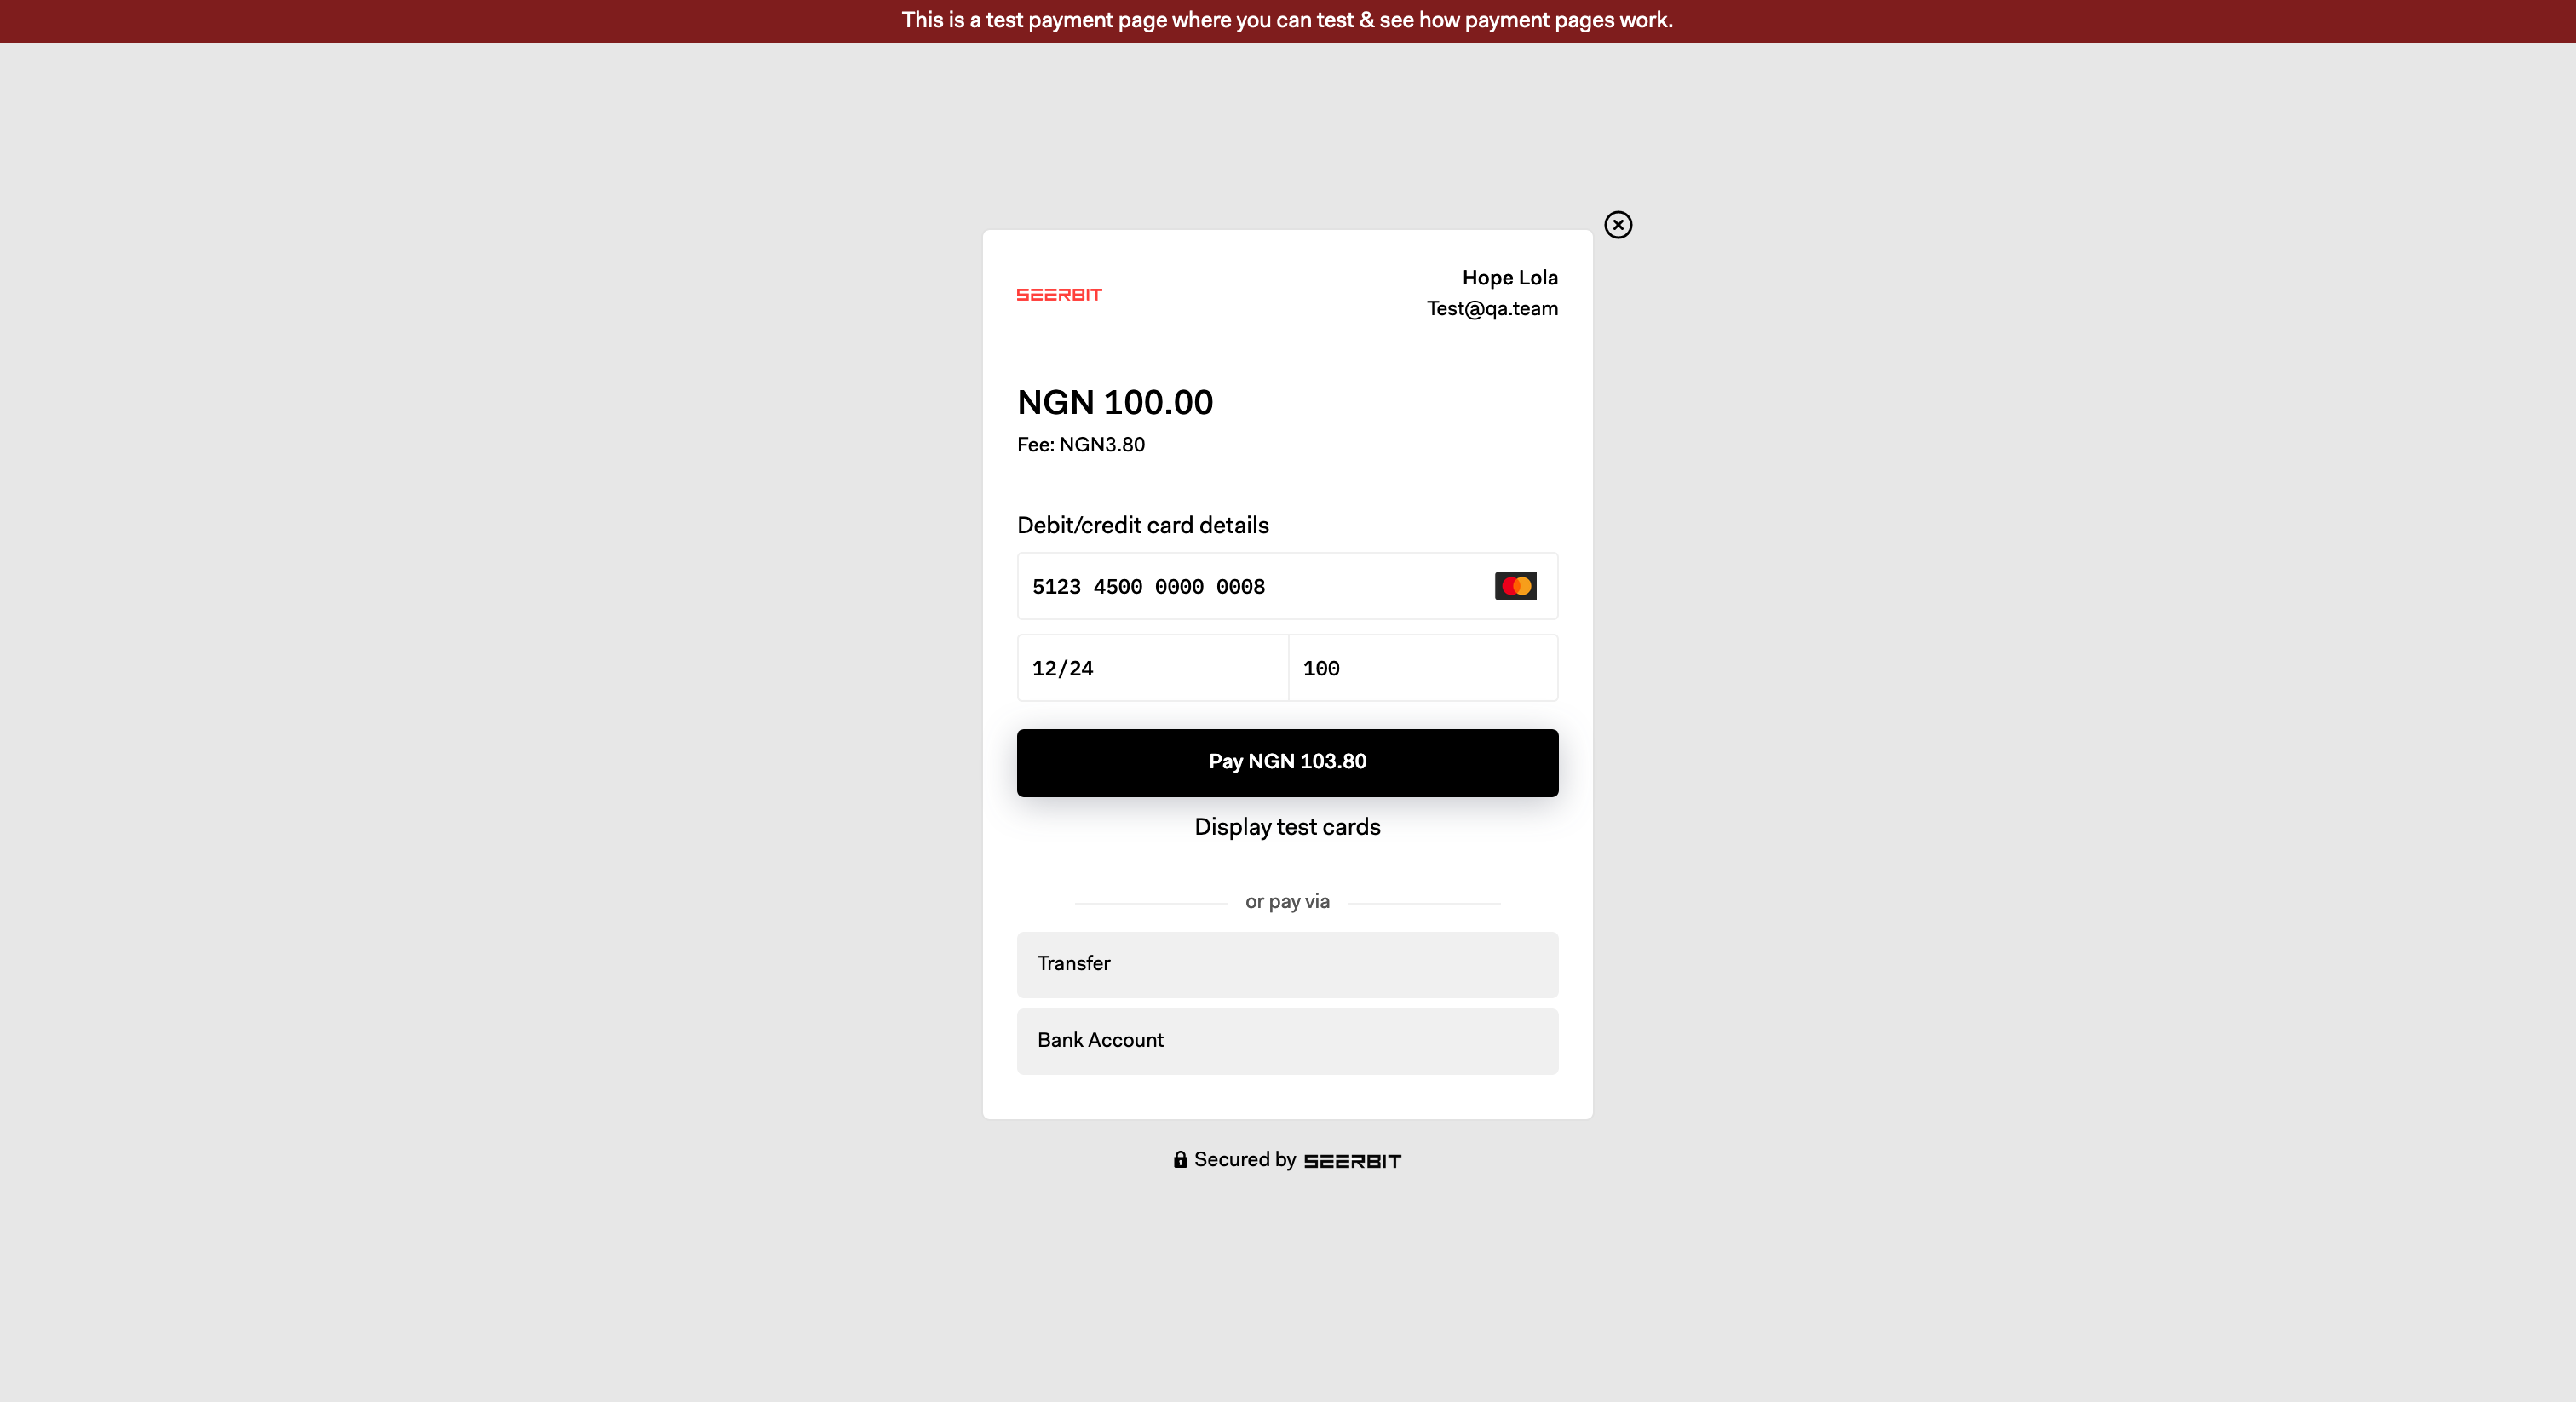 This is a test payment page where you can test & see how payment pages work.
SEERBIT
Hope Lola
Test@qa.team
NGN 100.00
Fee: NGN3.80
Debit/credit card details
5123 4500 0000 0008
12/24
100
Pay NGN 103.80
Display test cards
or pay via
Transfer
Bank Account
Secured by SEERBIT